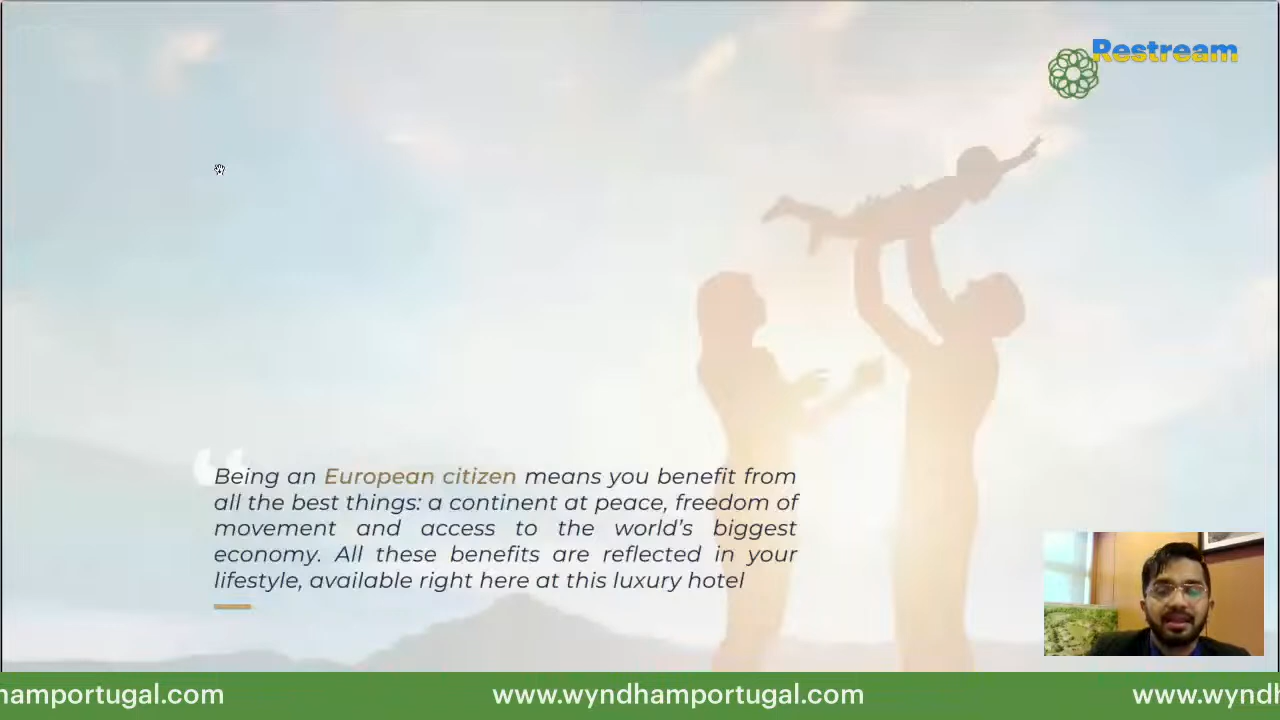 Restream
Being an European citizen means you benefit from
all the best things: a continent at peace, freedom of
movement and access to the world's biggest
economy. All these benefits are reflected in your
lifestyle, available right here at this luxury hotel
hamportugal.com www.wyndhamportugal.com www.wyndh